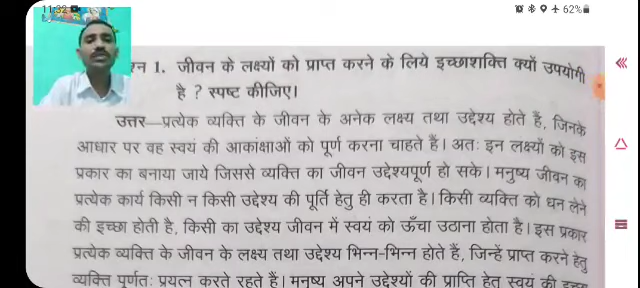 11:32
62%
न 1. जीवन के लक्ष्यों को प्राप्त करने के लिये इच्छाशक्ति क्यों उपयोगी
है ? स्पष्ट कीजिए।
उत्तर—प्रत्येक व्यक्ति के जीवन के अनेक लक्ष्य तथा उद्देश्य होते हैं, जिनके
आधार पर वह स्वयं की आकांक्षाओं को पूर्ण करना चाहते हैं। अतः इन लक्ष्यों को इस
प्रकार का बनाया जाये जिससे व्यक्ति का जीवन उद्देश्यपूर्ण हो सके। मनुष्य जीवन का
प्रत्येक कार्य किसी न किसी उद्देश्य की पूर्ति हेतु ही करता है। किसी व्यक्ति को धन लेने
की इच्छा होती है, किसी का उद्देश्य जीवन में स्वयं को ऊँचा उठाना होता है। इस प्रकार
प्रत्येक व्यक्ति के जीवन के लक्ष्य तथा उद्देश्य भिन्न-भिन्न होते हैं, जिन्हें प्राप्त करने हेतु
व्यक्ति पूर्णतः प्रयत्न करते रहते हैं। मनुष्य अपने उद्देश्यों की प्राप्ति हेतु स्वयं की